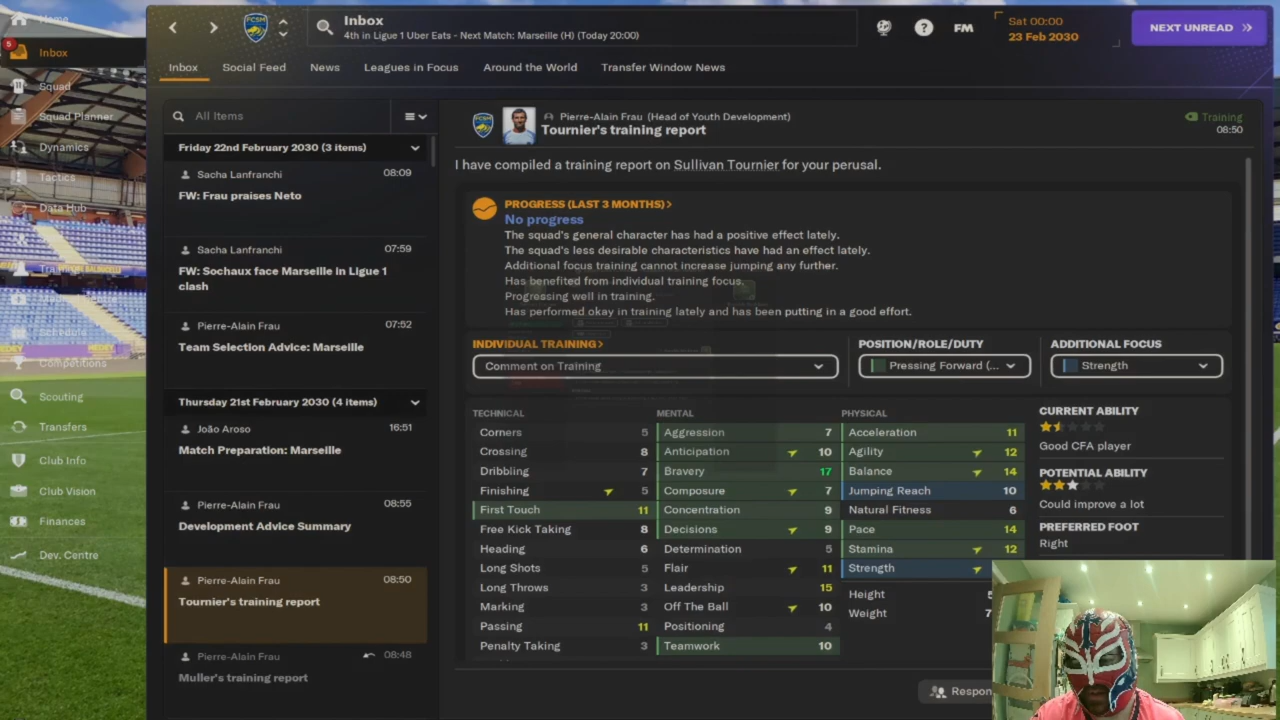 Home
5
Inbox
Squad
Squad Planner
Dynamics
Tactics
Data Hub
Schedule
Competitions
Scouting
Transfers
Club Info
Club Vision
Finances
Dev. Centre
FCSM
Inbox
4th in Ligue 1 Uber Eats - Next Match: Marseille (H) (Today 20:00)
?
FM
Sat 00:00
23 Feb 2030
NEXT UNREAD
Inbox
Social Feed
News
Leagues in Focus
Around the World
Transfer Window News
All Items
Friday 22nd February 2030 (3 items)
Sacha Lanfranchi
08:09
FW: Frau praises Neto
Sacha Lanfranchi
07:59
FW: Sochaux face Marseille in Ligue 1
clash
Pierre-Alain Frau
07:52
Team Selection Advice: Marseille
Thursday 21st February 2030 (4 items)
João Aroso
16:51
Match Preparation: Marseille
Pierre-Alain Frau
08:55
Development Advice Summary
Pierre-Alain Frau
08:50
Tournier's training report
Pierre-Alain Frau
08:48
Muller's training report
Pierre-Alain Frau (Head of Youth Development)
Tournier's training report
Training
08:50
I have compiled a training report on Sullivan Tournier for your perusal.
PROGRESS (LAST 3 MONTHS) >
No progress
The squad's general character has had a positive effect lately.
The squad's less desirable characteristics have had an effect lately.
Additional focus training cannot increase jumping any further.
Has benefited from individual training focus.
Progressing well in training.
Has performed okay in training lately and has been putting in a good effort.
INDIVIDUAL TRAINING >
Comment on Training
POSITION/ROLE/DUTY
Pressing Forward (...
ADDITIONAL FOCUS
Strength
TECHNICAL
Corners 5
Crossing 8
Dribbling 7
Finishing 5
First Touch 11
Free Kick Taking 8
Heading 6
Long Shots 5
Long Throws 3
Marking 3
Passing 11
Penalty Taking 3
MENTAL
Aggression 7
Anticipation 10
Bravery 17
Composure 7
Concentration 9
Decisions 9
Determination 5
Flair 11
Leadership 15
Off The Ball 10
Positioning 4
Teamwork 10
PHYSICAL
Acceleration 11
Agility 12
Balance 14
Jumping Reach 10
Natural Fitness 6
Pace 14
Stamina 12
Strength
Height
Weight
CURRENT ABILITY
Good CFA player
POTENTIAL ABILITY
Could improve a lot
PREFERRED FOOT
Right
Respon